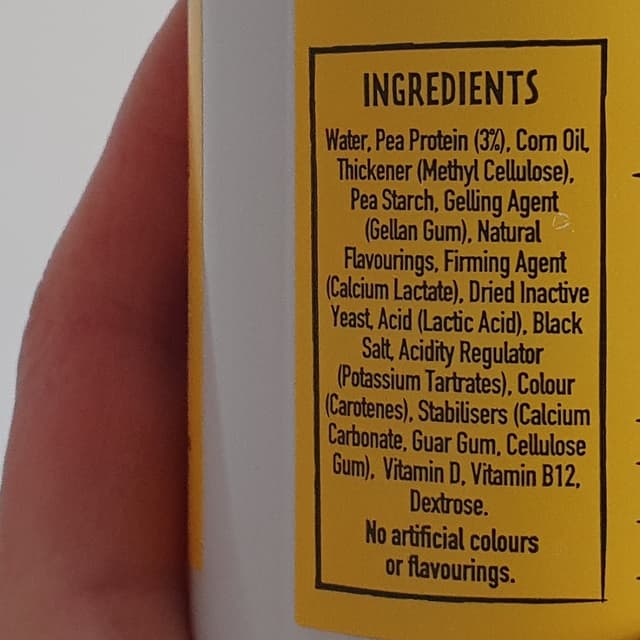 INGREDIENTS
Water, Pea Protein (3%), Corn Oil,
Thickener (Methyl Cellulose),
Pea Starch, Gelling Agent
(Gellan Gum), Natural
Flavourings, Firming Agent
(Calcium Lactate), Dried Inactive
Yeast, Acid (Lactic Acid), Black
Salt, Acidity Regulator
(Potassium Tartrates), Colour
(Carotenes), Stabilisers (Calcium
Carbonate, Guar Gum, Cellulose
Gum), Vitamin D, Vitamin B12,
Dextrose.
No artificial colours
or flavourings.